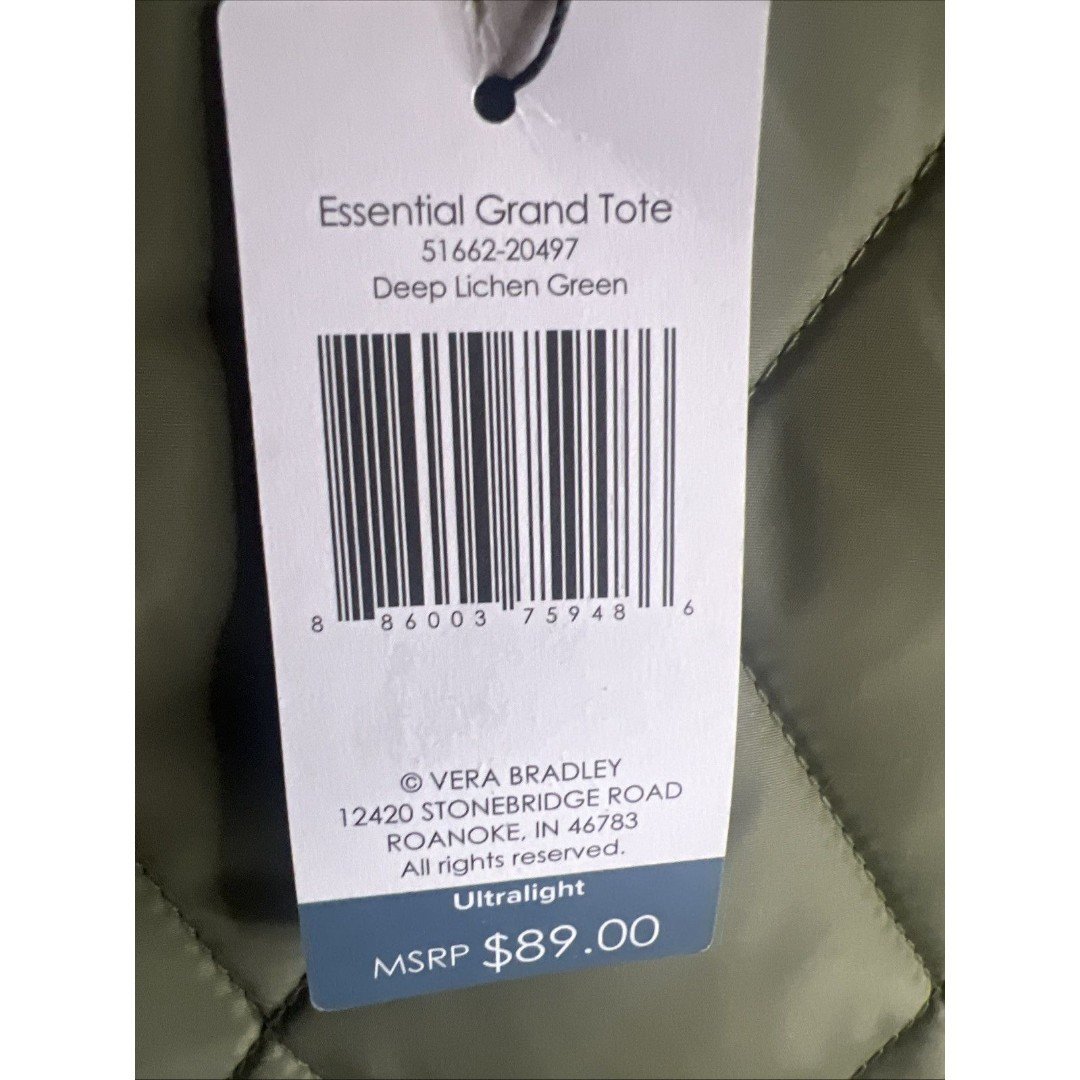 Essential Grand Tote
51662-20497
Deep Lichen Green
8 86003 75948 6
© VERA BRADLEY
12420 STONEBRIDGE ROAD
ROANOKE, IN 46783
All rights reserved.
Ultralight
MSRP $89.00